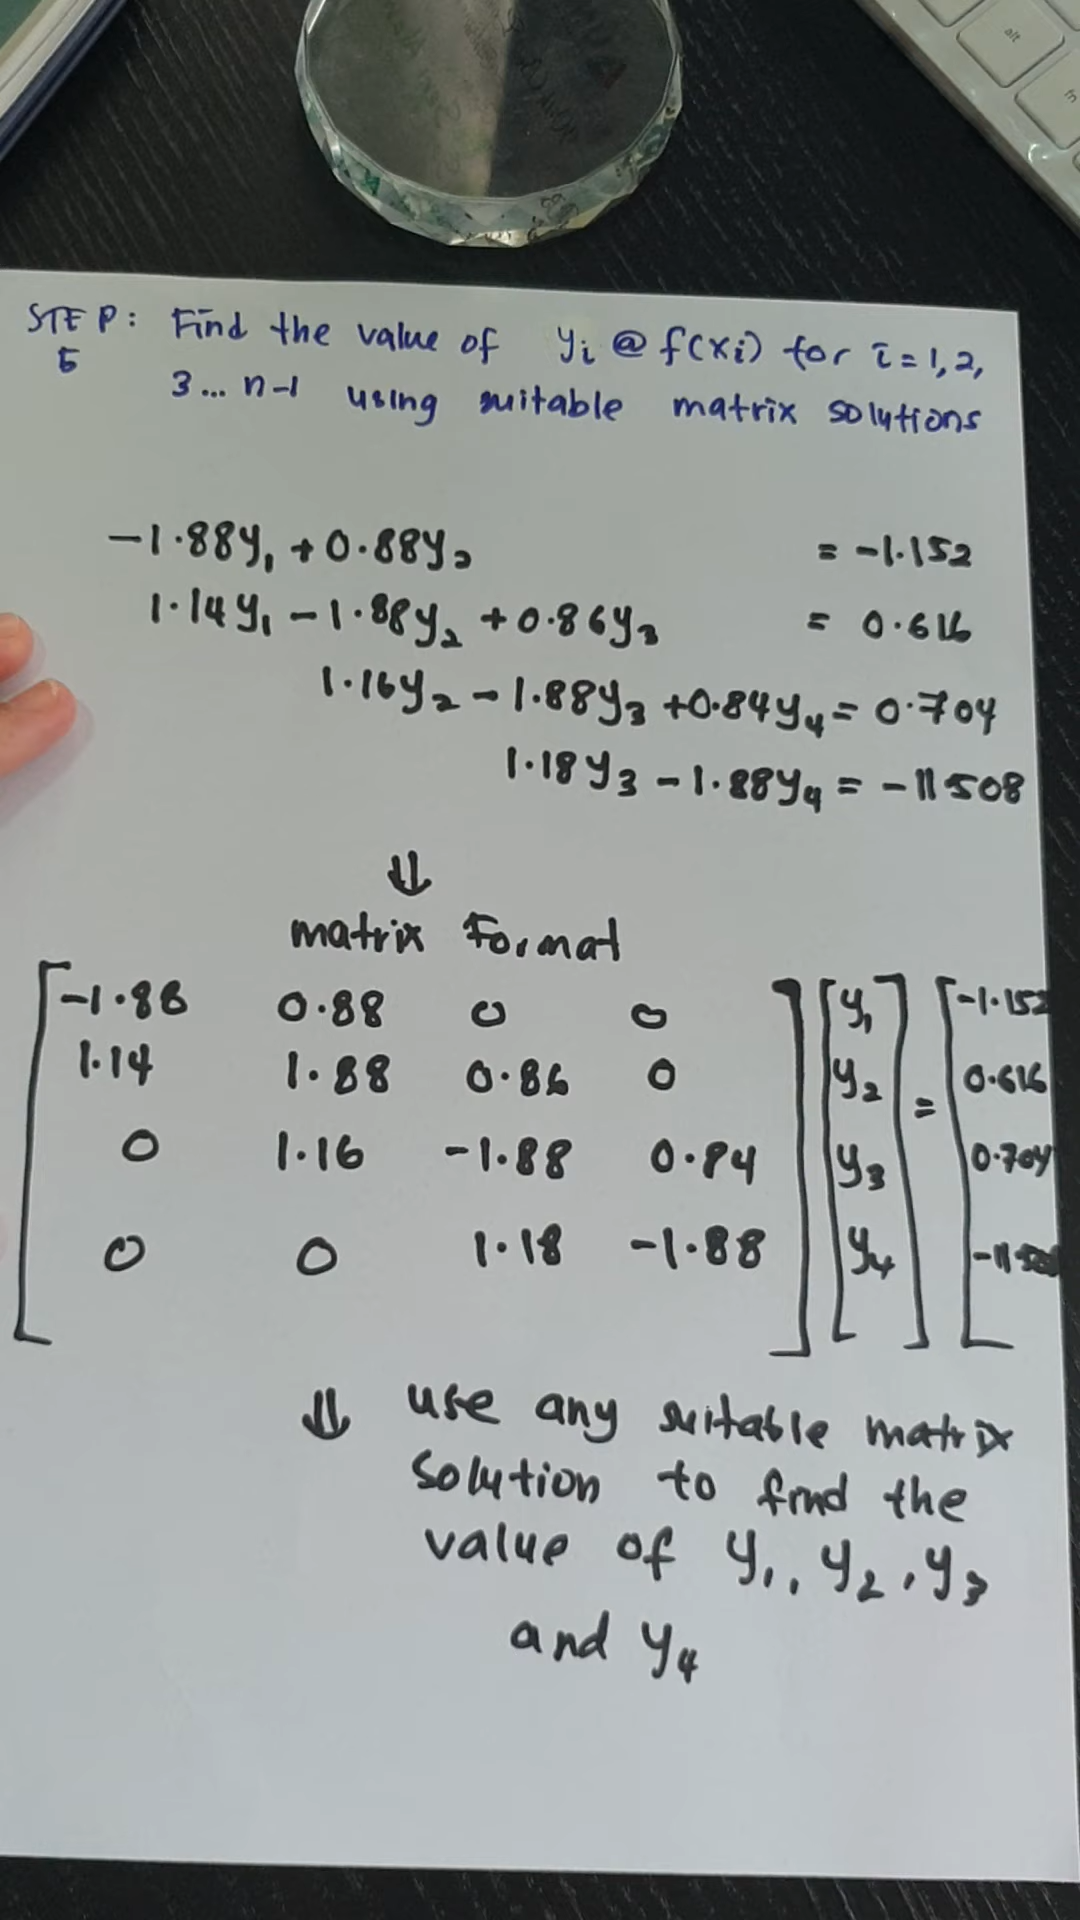 alt
fn
STEP: Find the value of yi @ f(xi) for i = 1, 2,
5 3... n-1 using suitable matrix solutions
-1.88y₁ + 0.88y₂ = -1.152
1.14y₁ - 1.88y₂ + 0.86y₃ = 0.616
1.16y₂ - 1.88y₃ + 0.84y₄ = 0.704
1.18y₃ - 1.88y₄ = -11508
⇓
matrix Format
[-1.88 0.88 0 0] [y₁] = [-1.152
1.14 1.88 0.86 0 y₂ 0.616
0 1.16 -1.88 0.84 y₃ 0.704
0 0 1.18 -1.88 y₄
⇓ use any suitable matrix
solution to find the
value of y₁, y₂, y₃
and y₄